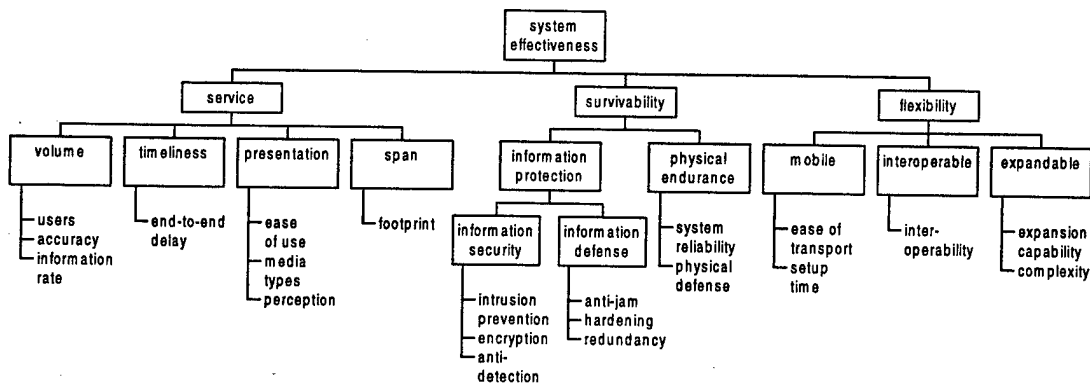 system
effectiveness
service
survivability
flexibility
volume
timeliness
presentation
span
information
protection
physical
endurance
mobile
interoperable
expandable
users
accuracy
information
rate
end-to-end
delay
ease
of use
media
types
perception
footprint
information
security
information
defense
system
reliability
physical
defense
ease of
transport
setup
time
inter-
operability
expansion
capability
complexity
intrusion
prevention
encryption
anti-
detection
anti-jam
hardening
redundancy